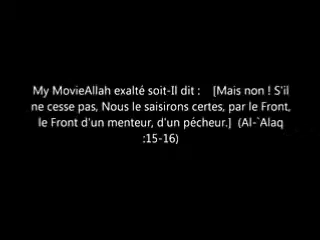 My MovieAllah exalté soit-Il dit :    [Mais non ! S'il
ne cesse pas, Nous le saisirons certes, par le Front,
le Front d'un menteur, d'un pécheur.]  (Al-`Alaq
:15-16)